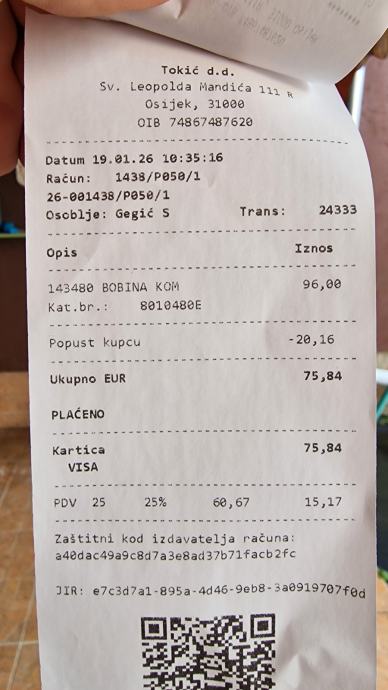 Tokić d.d.
Sv. Leopolda Mandića 111 R
Osijek, 31000
OIB 74867487620
Datum 19.01.26 10:35:16
Račun: 1438/P050/1
26-001438/P050/1
Osoblje: Gegić S Trans: 24333
Opis Iznos
143480 BOBINA KOM 96,00
Kat.br.: 8010480E
Popust kupcu -20,16
Ukupno EUR 75,84
PLAĆENO
Kartica 75,84
VISA
PDV 25 25% 60,67 15,17
Zaštitni kod izdavatelja računa:
a40dac49a9c8d7a3e8ad37b71facb2fc
JIR: e7c3d7a1-895a-4d46-9eb8-3a0919707f0d